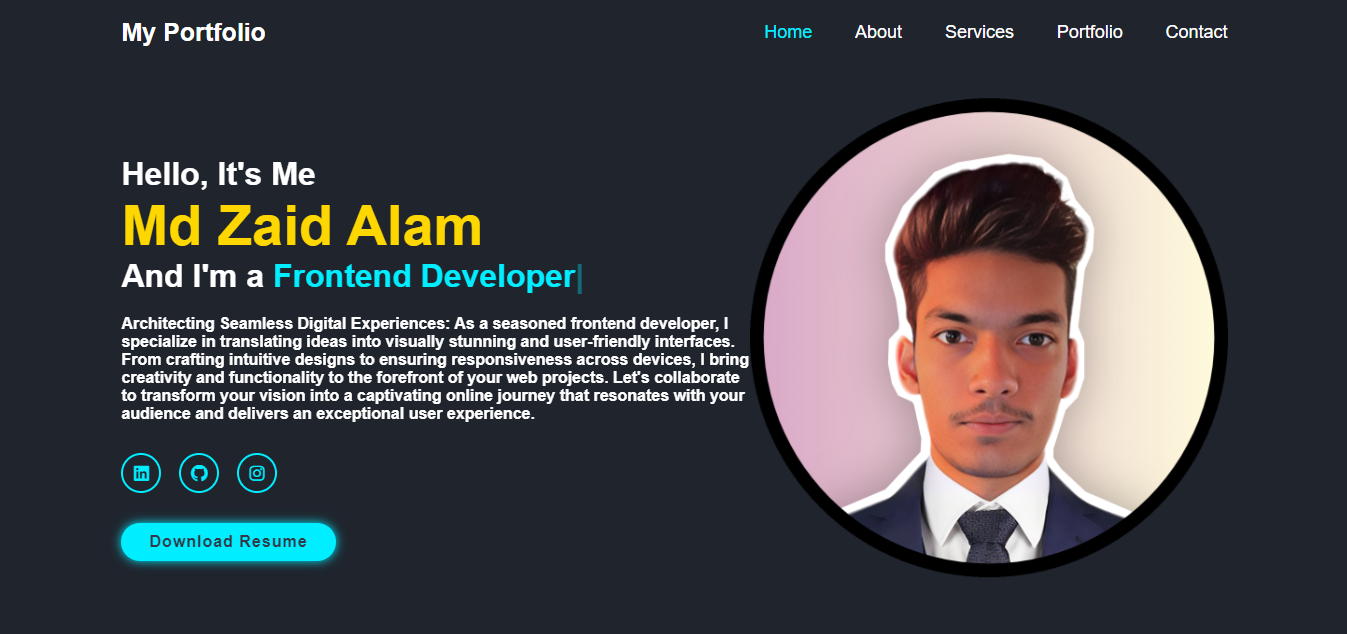 My Portfolio
Home About Services Portfolio Contact
Hello, It's Me
Md Zaid Alam
And I'm a Frontend Developer|
Architecting Seamless Digital Experiences: As a seasoned frontend developer, I
specialize in translating ideas into visually stunning and user-friendly interfaces.
From crafting intuitive designs to ensuring responsiveness across devices, I bring
creativity and functionality to the forefront of your web projects. Let's collaborate
to transform your vision into a captivating online journey that resonates with your
audience and delivers an exceptional user experience.
Download Resume